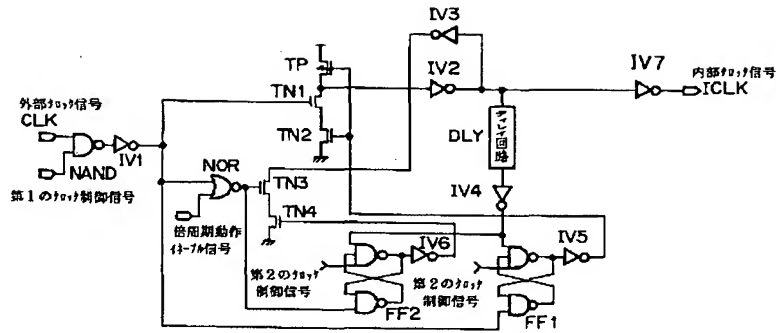 IV3
TP
IV2
IV7
内部クロック信号
ICLK
TN1
外部クロック信号
CLK
TN2
DLY
ディレイ回路
IV1
NAND
NOR
第1のクロック制御信号
TN3
IV4
TN4
倍周期動作
イネーブル信号
IV6
IV5
第2のクロック
制御信号
第2のクロック
制御信号
FF2
FF1